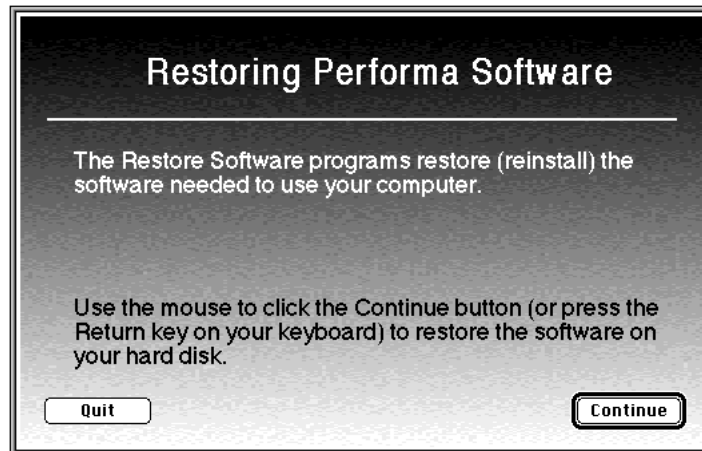 Restoring Performa Software
The Restore Software programs restore (reinstall) the
software needed to use your computer.
Use the mouse to click the Continue button (or press the
Return key on your keyboard) to restore the software on
your hard disk.
Quit
Continue